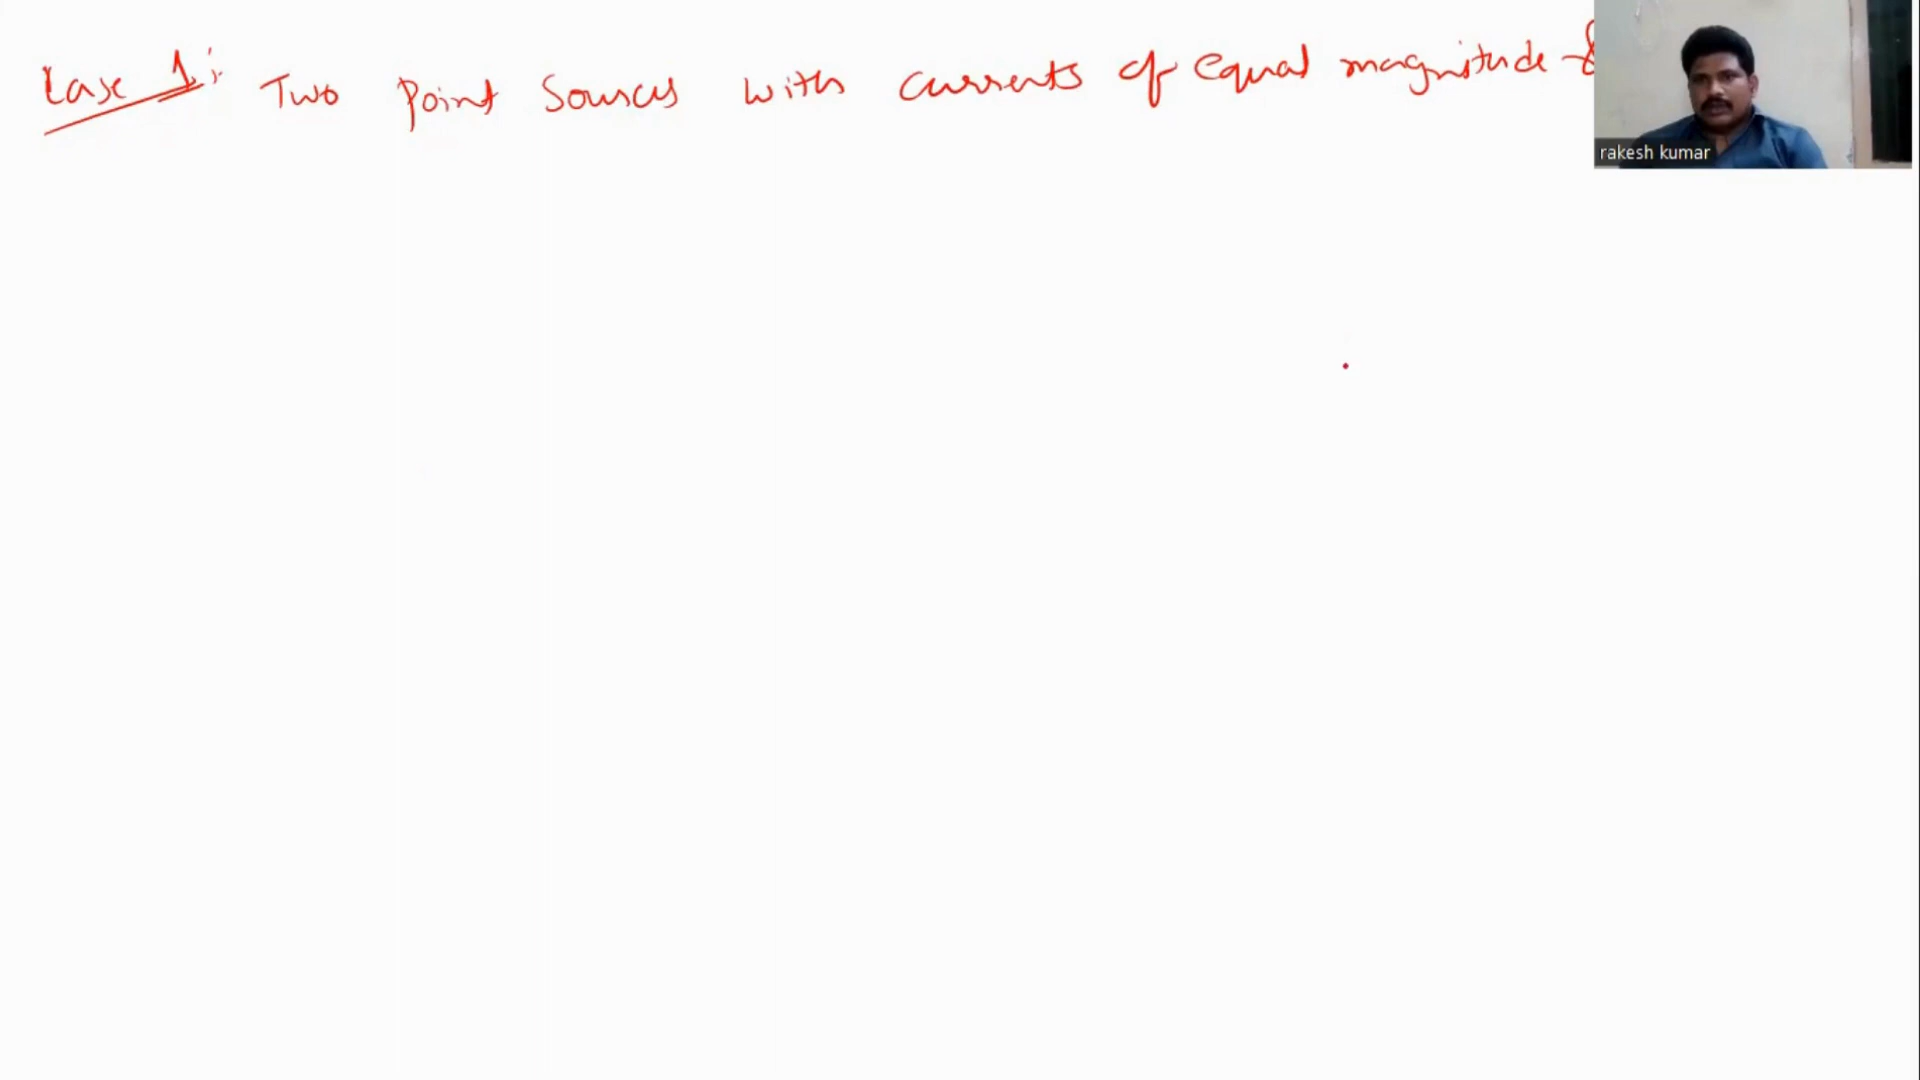 Case 1: Two Point Sources with currents of equal magnitude &
rakesh kumar